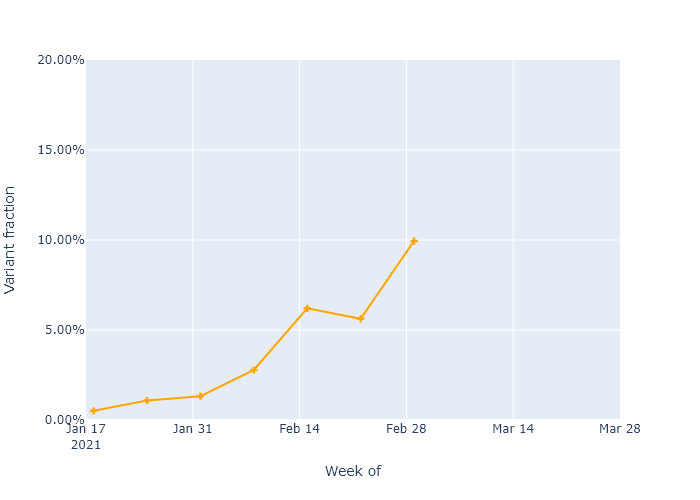 20.00%
15.00%
10.00%
5.00%
0.00%
Variant fraction
Jan 17 Jan 31 Feb 14 Feb 28 Mar 14 Mar 28
2021
Week of